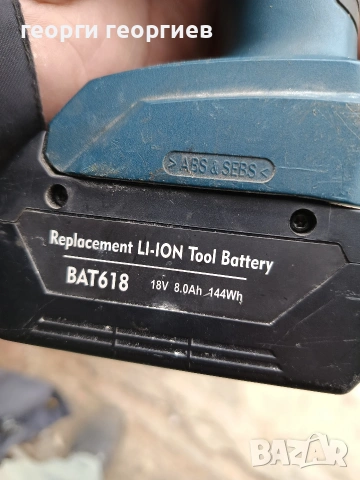 георги георгиев
>ABS & SEBS<
Replacement LI-ION Tool Battery
BAT618 18V 8.0Ah 144Wh
BAZAR